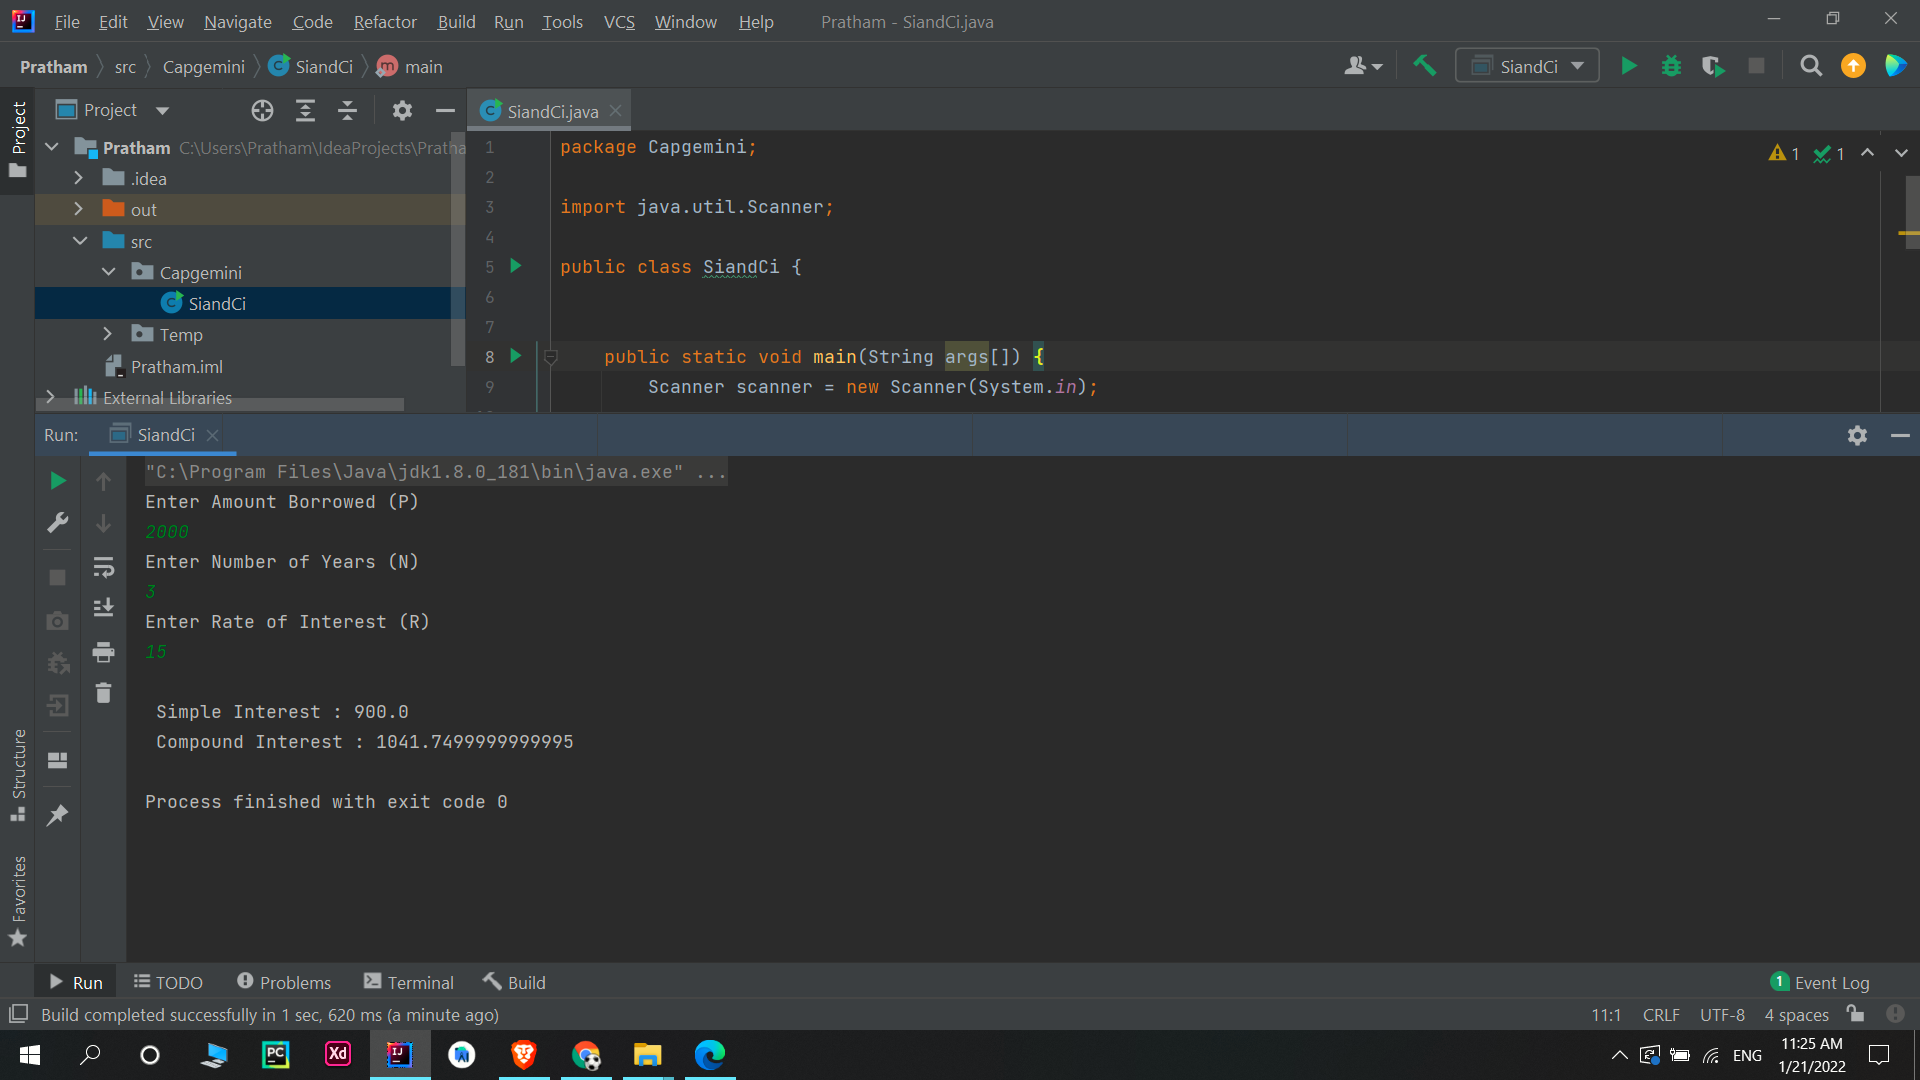 File Edit View Navigate Code Refactor Build Run Tools VCS Window Help Pratham - SiandCi.java
Pratham src Capgemini SiandCi main
SiandCi
Project
Project
SiandCi.java
Pratham C:\Users\Pratham\IdeaProjects\Pratha
.idea
out
src
Capgemini
SiandCi
Temp
Pratham.iml
External Libraries
1 package Capgemini;
2
3 import java.util.Scanner;
4
5 public class SiandCi {
6
7
8 public static void main(String args[]) {
9 Scanner scanner = new Scanner(System.in);
1 1
Run: SiandCi
"C:\Program Files\Java\jdk1.8.0_181\bin\java.exe" ...
Enter Amount Borrowed (P)
2000
Enter Number of Years (N)
3
Enter Rate of Interest (R)
15
Simple Interest : 900.0
Compound Interest : 1041.7499999999995
Process finished with exit code 0
Structure
Favorites
Run TODO Problems Terminal Build
1 Event Log
Build completed successfully in 1 sec, 620 ms (a minute ago)
11:1 CRLF UTF-8 4 spaces
PC Xd IJ
ENG
11:25 AM
1/21/2022